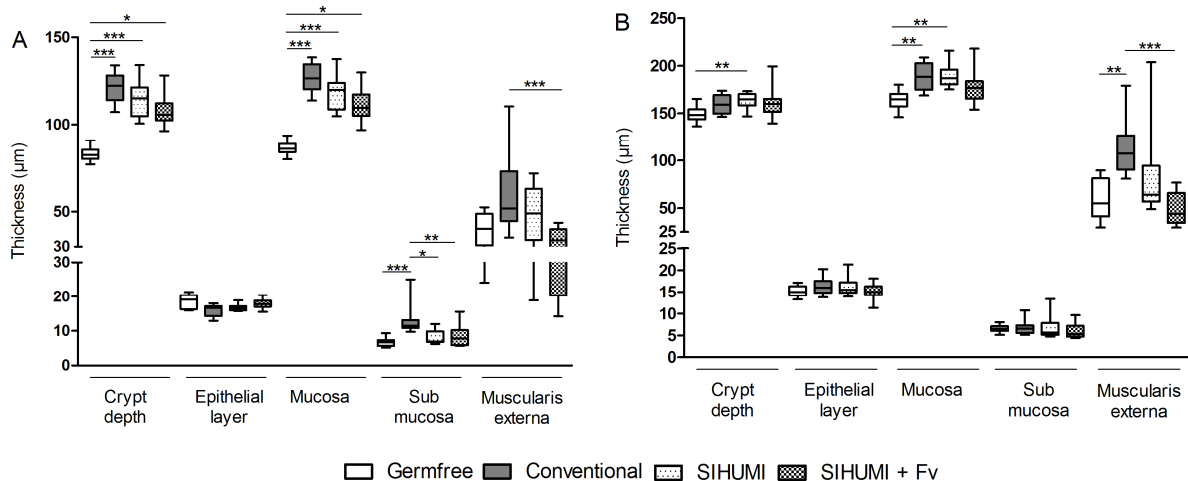 A
Thickness (µm)
150
100
50
30
30
20
10
0
*
***
***
*
***
***
**
*
***
***
Crypt depth
Epithelial layer
Mucosa
Sub mucosa
Muscularis externa
B
Thickness (µm)
250
200
150
100
50
25
25
20
15
10
5
0
**
**
**
***
**
Crypt depth
Epithelial layer
Mucosa
Sub mucosa
Muscularis externa
Germfree
Conventional
SIHUMI
SIHUMI + Fv